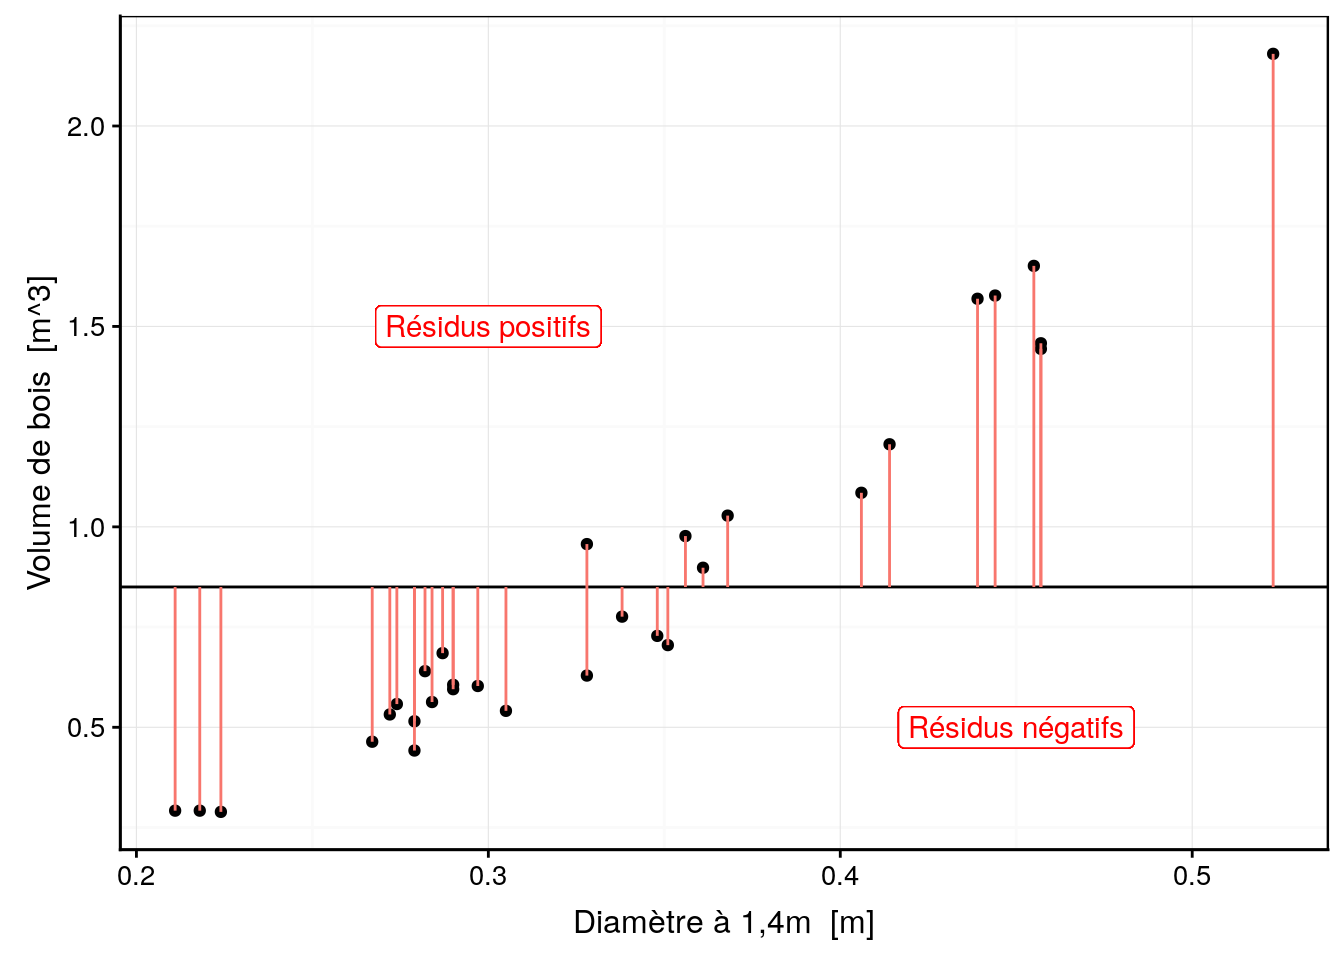 Volume de bois  [m^3]
2.0
1.5
1.0
0.5
Résidus positifs
Résidus négatifs
0.2
0.3
0.4
0.5
Diamètre à 1,4m  [m]